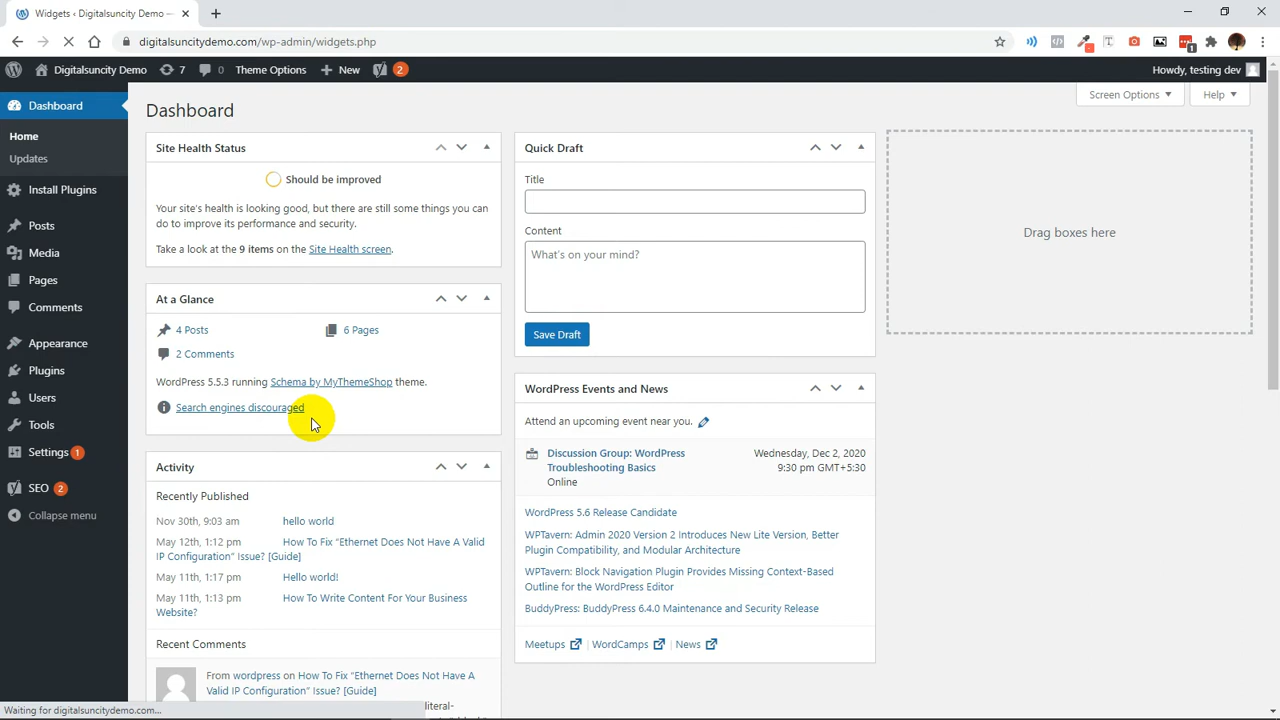 Widgets ‹ Digitalsuncity Demo —
digitalsuncitydemo.com/wp-admin/widgets.php
1
Digitalsuncity Demo 7 0 Theme Options New 2 Howdy, testing dev
Dashboard
Home
Updates
Install Plugins
Posts
Media
Pages
Comments
Appearance
Plugins
Users
Tools
Settings 1
SEO 2
Collapse menu
Screen Options Help
Dashboard
Site Health Status
Should be improved
Your site's health is looking good, but there are still some things you can
do to improve its performance and security.
Take a look at the 9 items on the Site Health screen.
At a Glance
4 Posts 6 Pages
2 Comments
WordPress 5.5.3 running Schema by MyThemeShop theme.
Search engines discouraged
Activity
Recently Published
Nov 30th, 9:03 am hello world
May 12th, 1:12 pm How To Fix “Ethernet Does Not Have A Valid
IP Configuration” Issue? [Guide]
May 11th, 1:17 pm Hello world!
May 11th, 1:13 pm How To Write Content For Your Business
Website?
Recent Comments
From wordpress on How To Fix “Ethernet Does Not Have A
Valid IP Configuration” Issue? [Guide]
Quick Draft
Title
Content
What's on your mind?
Save Draft
WordPress Events and News
Attend an upcoming event near you.
Discussion Group: WordPress
Troubleshooting Basics
Online
Wednesday, Dec 2, 2020
9:30 pm GMT+5:30
WordPress 5.6 Release Candidate
WPTavern: Admin 2020 Version 2 Introduces New Lite Version, Better
Plugin Compatibility, and Modular Architecture
WPTavern: Block Navigation Plugin Provides Missing Context-Based
Outline for the WordPress Editor
BuddyPress: BuddyPress 6.4.0 Maintenance and Security Release
Meetups | WordCamps | News
Drag boxes here
Waiting for digitalsuncitydemo.com...